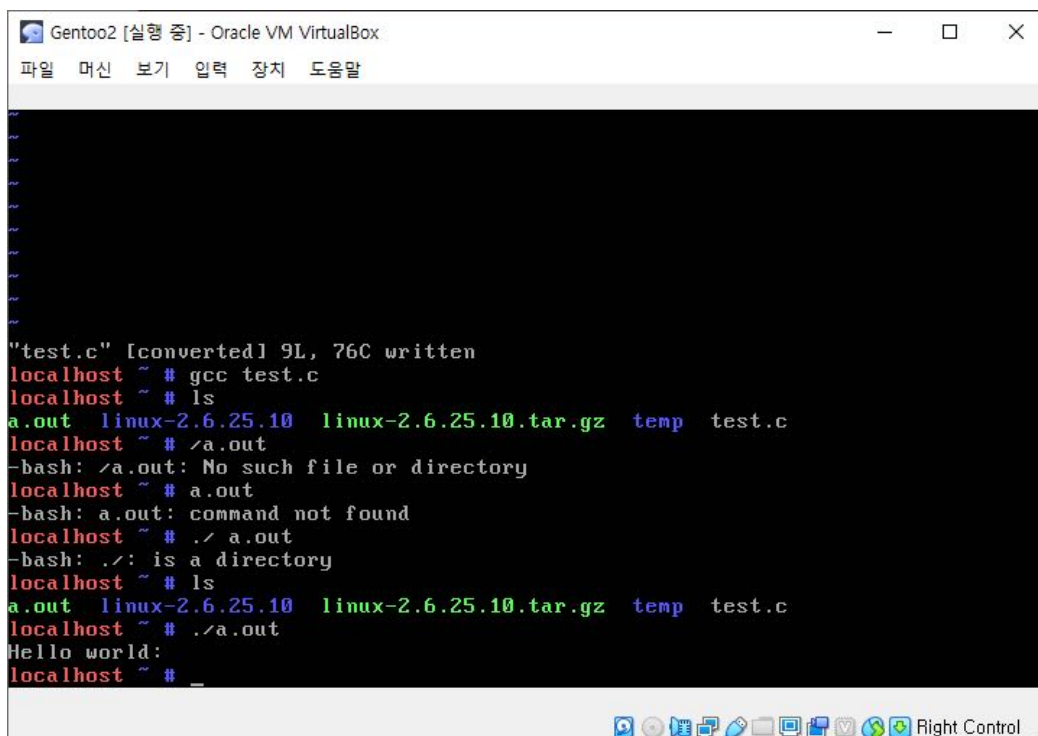 Gentoo2 [실행 중] - Oracle VM VirtualBox
파일 머신 보기 입력 장치 도움말
~
~
~
~
~
~
~
~
~
~
"test.c" [converted] 9L, 76C written
localhost ~ # gcc test.c
localhost ~ # ls
a.out linux-2.6.25.10 linux-2.6.25.10.tar.gz temp test.c
localhost ~ # /a.out
-bash: /a.out: No such file or directory
localhost ~ # a.out
-bash: a.out: command not found
localhost ~ # ./ a.out
-bash: ./: is a directory
localhost ~ # ls
a.out linux-2.6.25.10 linux-2.6.25.10.tar.gz temp test.c
localhost ~ # ./a.out
Hello world:
localhost ~ # _
Right Control